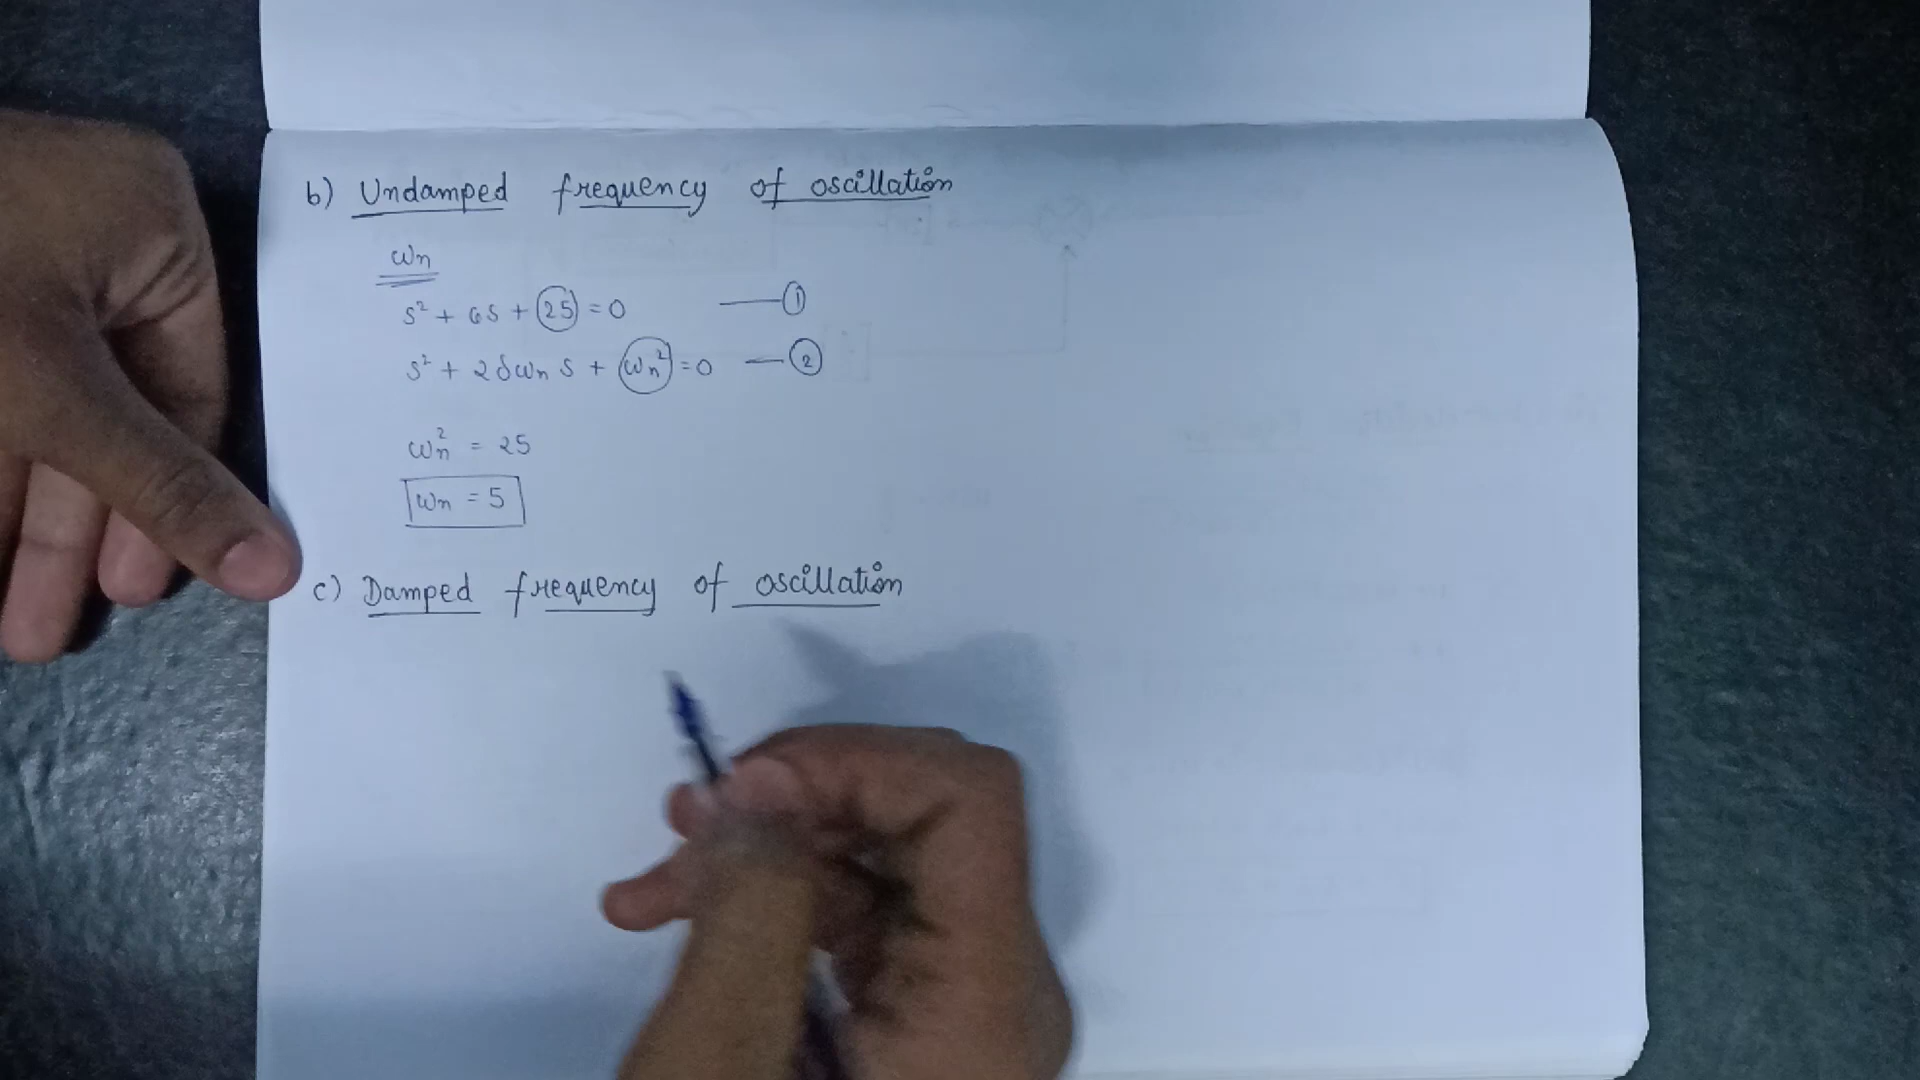 b) Undamped frequency of oscillation
ωn
s² + 6s + 25 = 0 —①
s² + 2δωn s + ωn² = 0 —②
ωn² = 25
ωn = 5
c) Damped frequency of oscillation